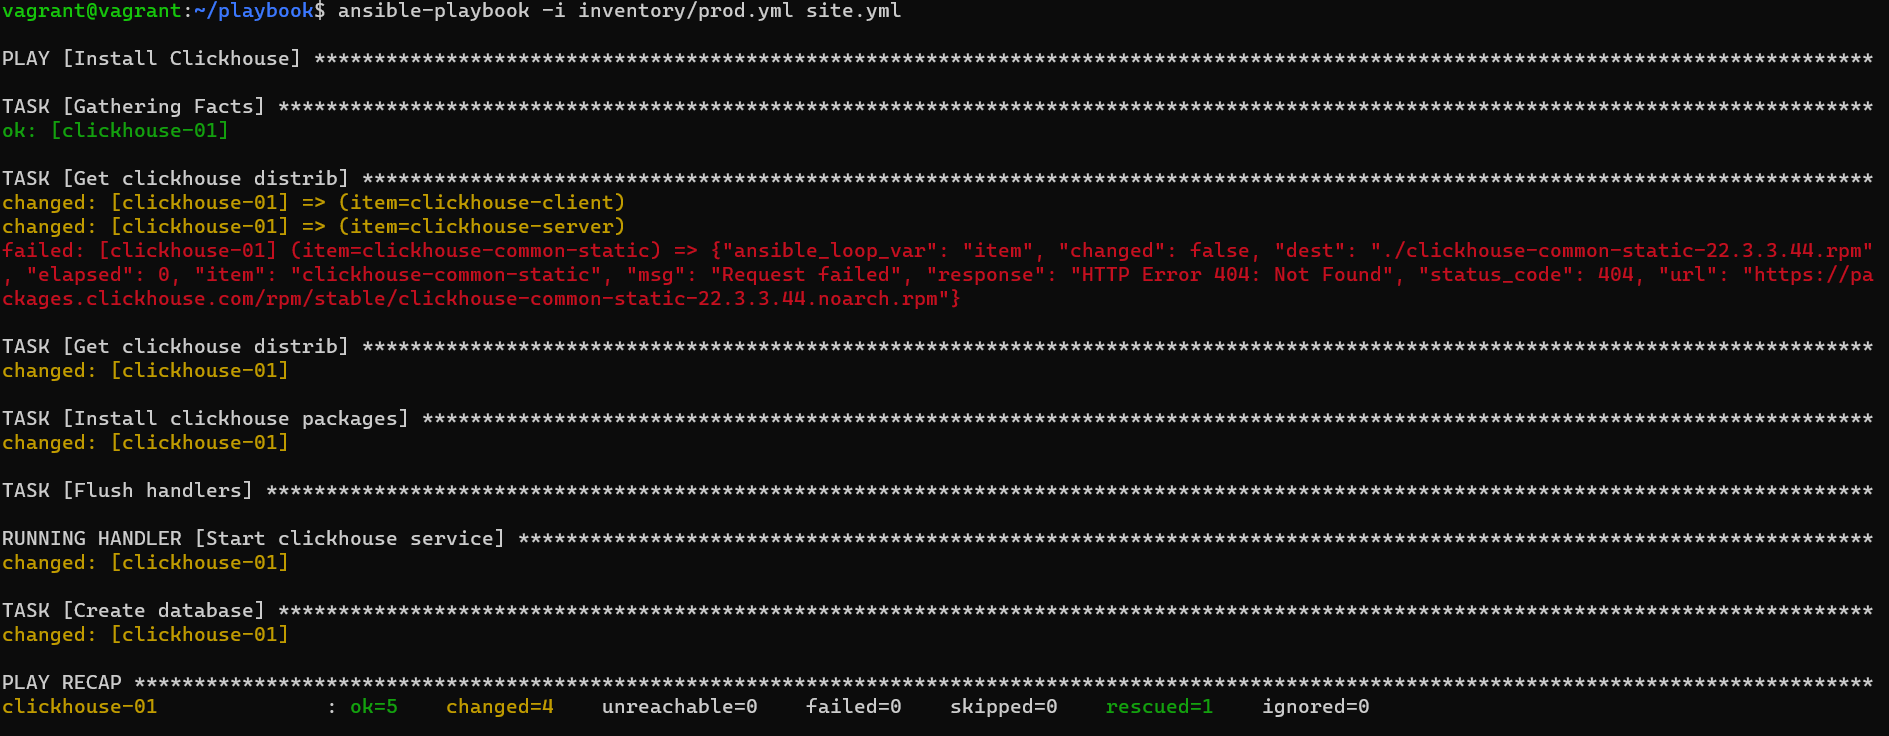 vagrant@vagrant:~/playbook$ ansible-playbook -i inventory/prod.yml site.yml
PLAY [Install Clickhouse] **********************************************************************************************************************************
TASK [Gathering Facts] *************************************************************************************************************************************
ok: [clickhouse-01]
TASK [Get clickhouse distrib] ******************************************************************************************************************************
changed: [clickhouse-01] => (item=clickhouse-client)
changed: [clickhouse-01] => (item=clickhouse-server)
failed: [clickhouse-01] (item=clickhouse-common-static) => {"ansible_loop_var": "item", "changed": false, "dest": "./clickhouse-common-static-22.3.3.44.rpm"
, "elapsed": 0, "item": "clickhouse-common-static", "msg": "Request failed", "response": "HTTP Error 404: Not Found", "status_code": 404, "url": "https://pa
ckages.clickhouse.com/rpm/stable/clickhouse-common-static-22.3.3.44.noarch.rpm"}
TASK [Get clickhouse distrib] ******************************************************************************************************************************
changed: [clickhouse-01]
TASK [Install clickhouse packages] *************************************************************************************************************************
changed: [clickhouse-01]
TASK [Flush handlers] **************************************************************************************************************************************
RUNNING HANDLER [Start clickhouse service] *****************************************************************************************************************
changed: [clickhouse-01]
TASK [Create database] *************************************************************************************************************************************
changed: [clickhouse-01]
PLAY RECAP *************************************************************************************************************************************************
clickhouse-01              : ok=5    changed=4    unreachable=0    failed=0    skipped=0    rescued=1    ignored=0